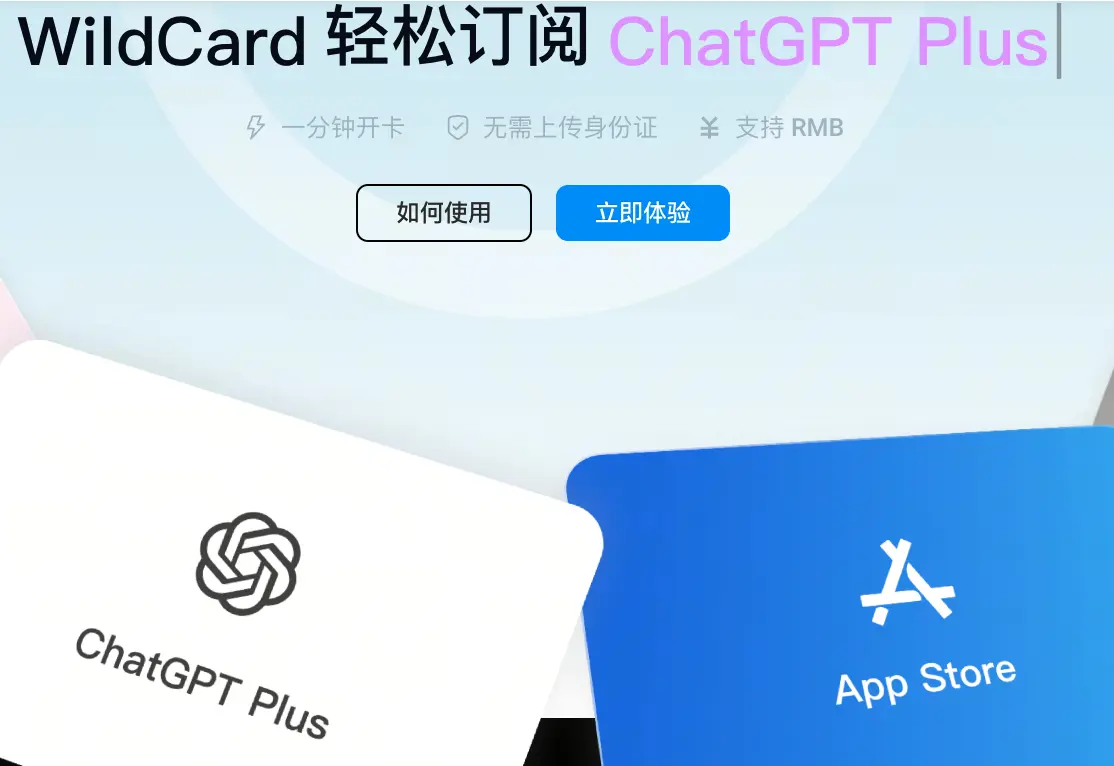 WildCard 轻松订阅 ChatGPT Plus
一分钟开卡 无需上传身份证 ¥ 支持 RMB
如何使用 立即体验
ChatGPT Plus
App Store